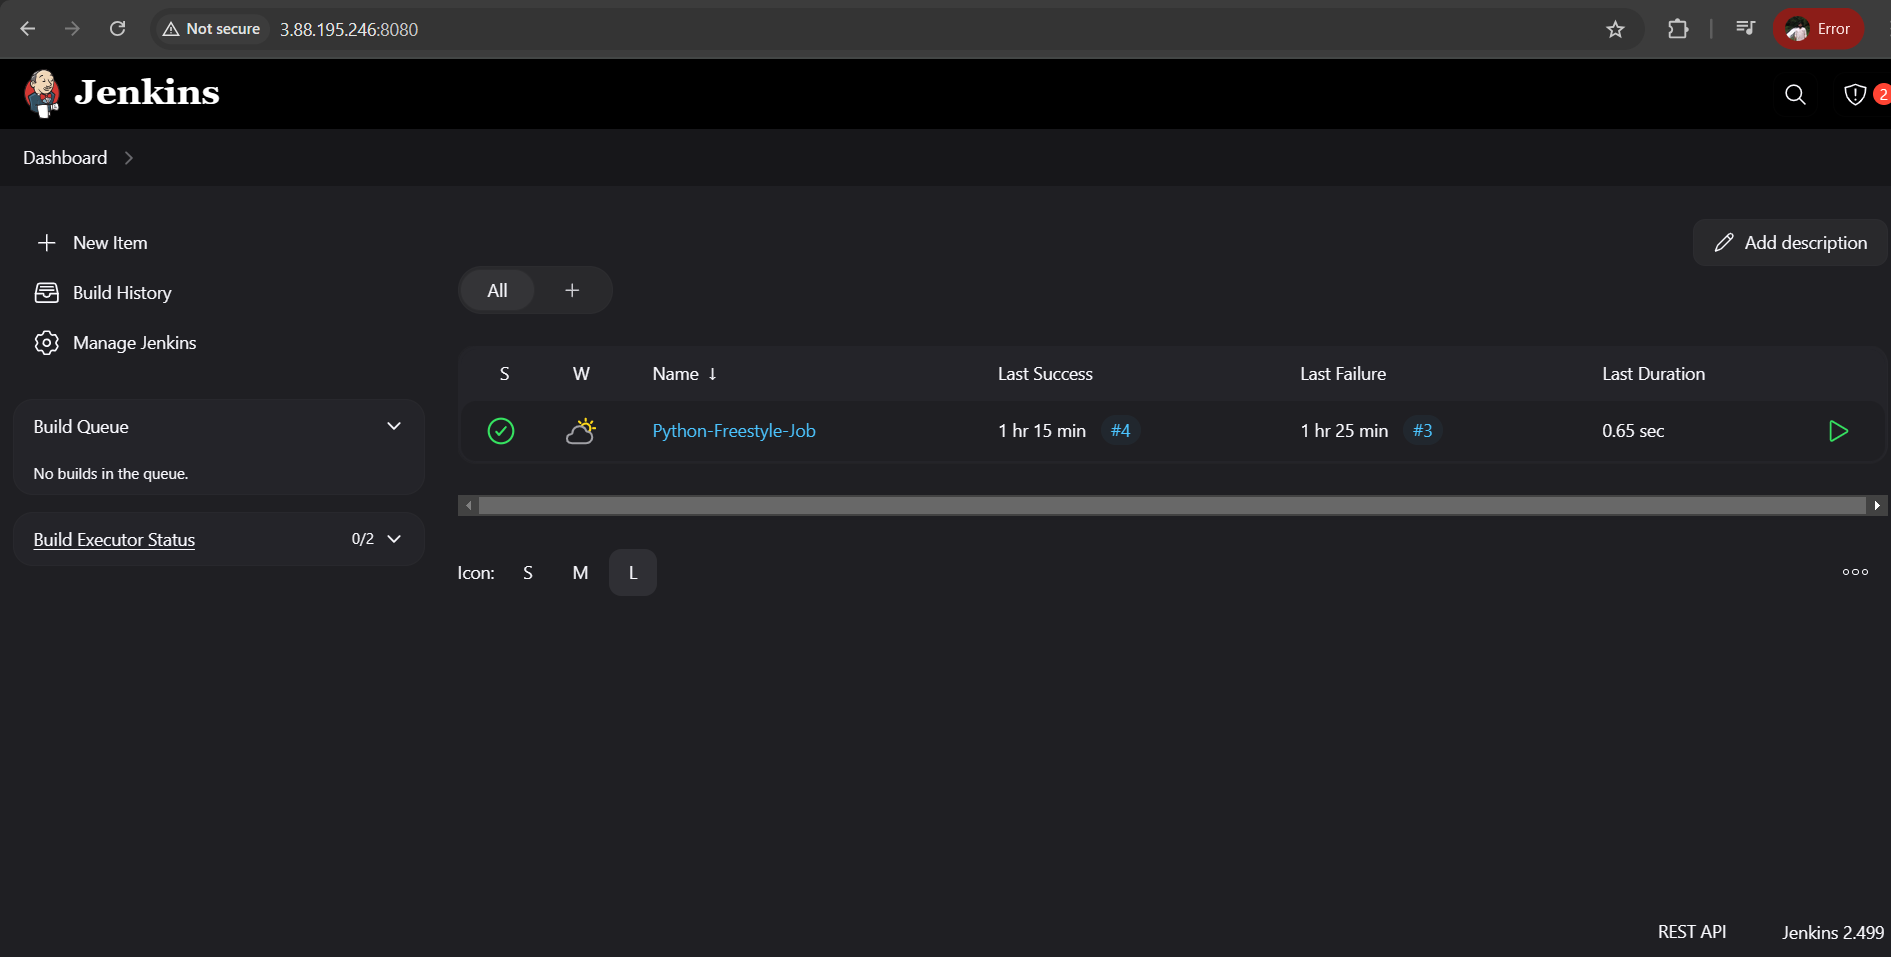 Not secure 3.88.195.246:8080 Error
Jenkins 2
Dashboard
New Item
Add description
Build History
All +
Manage Jenkins
S W Name ↓ Last Success Last Failure Last Duration
Build Queue
Python-Freestyle-Job 1 hr 15 min #4 1 hr 25 min #3 0.65 sec
No builds in the queue.
Build Executor Status 0/2
Icon: S M L
REST API Jenkins 2.499